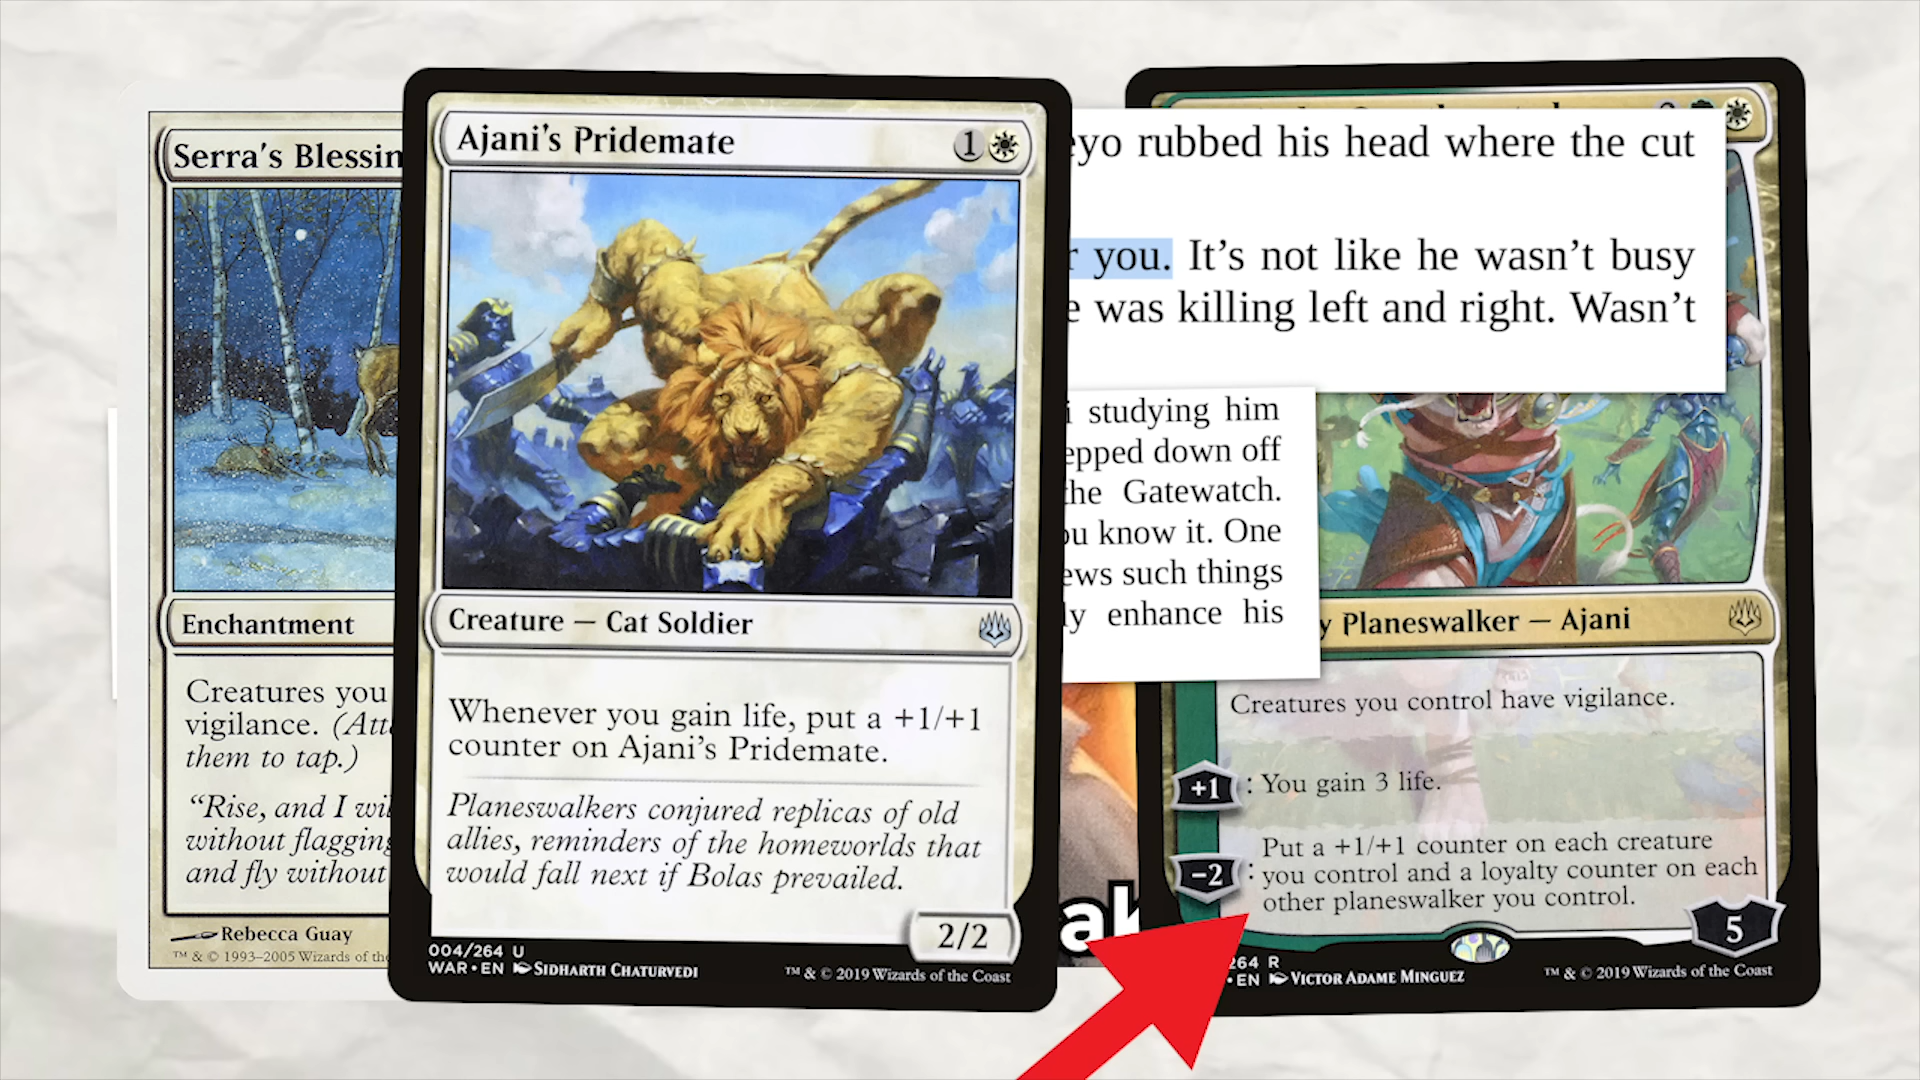 Serra's Blessin
Enchantment
Creatures you
vigilance. (Atta
them to tap.)
"Rise, and I wi
without flagging
and fly without
Rebecca Guay
™ & © 1993–2005 Wizards of the
Ajani's Pridemate
1
Creature — Cat Soldier
Whenever you gain life, put a +1/+1
counter on Ajani's Pridemate.
Planeswalkers conjured replicas of old
allies, reminders of the homeworlds that
would fall next if Bolas prevailed.
2/2
004/264 U
WAR • EN SIDHARTH CHATURVEDI
™ & © 2019 Wizards of the Coast
eyo rubbed his head where the cut
r you. It's not like he wasn't busy
e was killing left and right. Wasn't
i studying him
epped down off
the Gatewatch.
ou know it. One
ews such things
ly enhance his
y Planeswalker — Ajani
Creatures you control have vigilance.
+1 : You gain 3 life.
Put a +1/+1 counter on each creature
−2 : you control and a loyalty counter on each
other planeswalker you control.
5
264 R
• EN VICTOR ADAME MINGUEZ
™ & © 2019 Wizards of the Coast